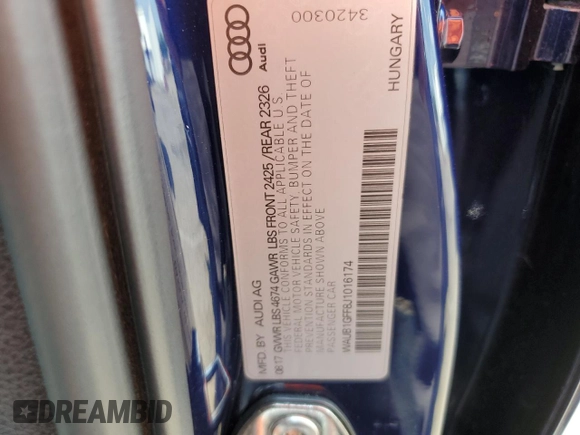 Audi
3420300
MFD BY AUDI AG
06 17 GVWR LBS 4674 GAWR LBS FRONT 2425 / REAR 2326
THIS VEHICLE CONFORMS TO ALL APPLICABLE U S
FEDERAL MOTOR VEHICLE SAFETY, BUMPER AND THEFT
PREVENTING STANDARDS IN EFFECT ON THE DATE OF
MANUFACTURE SHOWN ABOVE
PASSENGER CAR
WAUB1GFF8J1016174
HUNGARY
DREAMBID